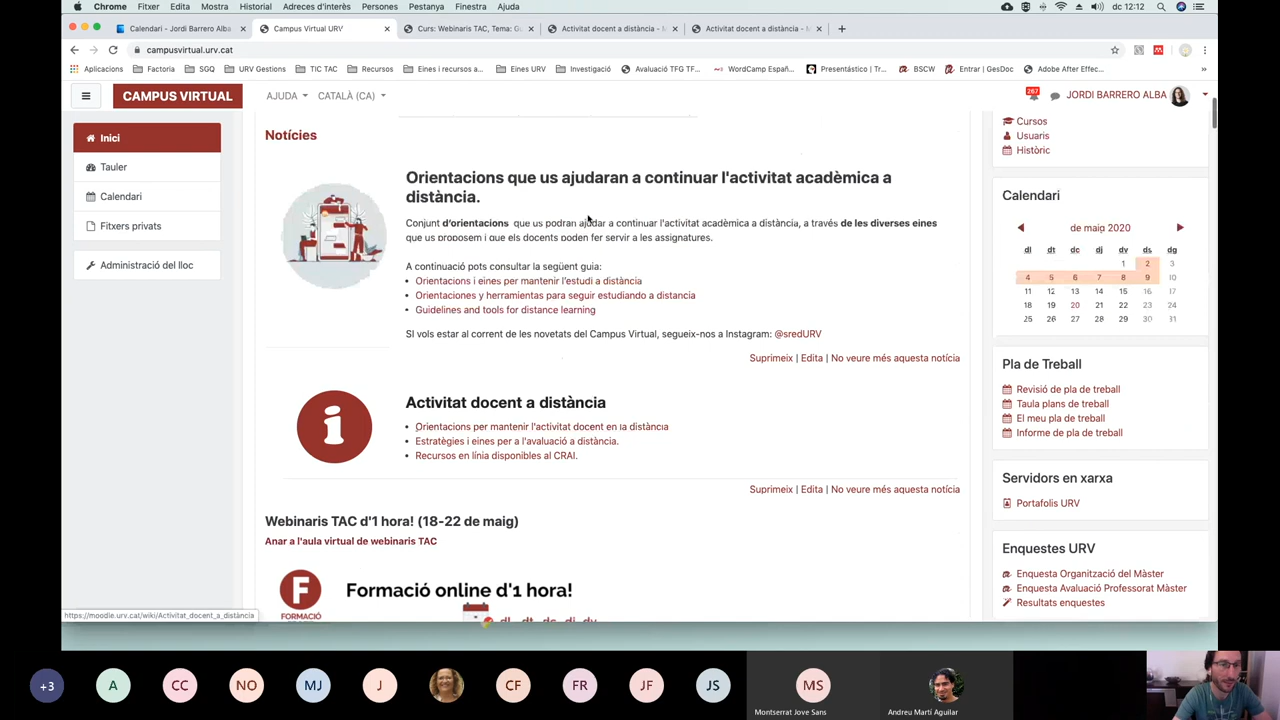 Chrome Fitxer Edita Mostra Historial Adreces d'interès Persones Pestanya Finestra Ajuda
dc 12:12
Calendari - Jordi Barrero Alba
Campus Virtual URV
Curs: Webinaris TAC, Tema: G
Activitat docent a distància - M
Activitat docent a distància - M
campusvirtual.urv.cat
Aplicacions Factoria SGQ URV Gestions TIC TAC Recursos Eines i recursos a... Eines URV Investigació Avaluació TFG TF... WordCamp Espań... Presentástico | Tr... BSCW Entrar | GesDoc Adobe After Effec... »
CAMPUS VIRTUAL
AJUDA
CATALÀ (CA)
267
JORDI BARRERO ALBA
Inici
Tauler
Calendari
Fitxers privats
Administració del lloc
Notícies
Orientacions que us ajudaran a continuar l'activitat acadèmica a
distància.
Conjunt d'orientacions que us podran ajudar a continuar l'activitat acadèmica a distància, a través de les diverses eines
que us proposem i que els docents poden fer servir a les assignatures.
A continuació pots consultar la següent guia:
• Orientacions i eines per mantenir l'estudi a distància
• Orientaciones y herramientas para seguir estudiando a distancia
• Guidelines and tools for distance learning
SI vols estar al corrent de les novetats del Campus Virtual, segueix-nos a Instagram: @sredURV
Suprimeix | Edita | No veure més aquesta notícia
i
Activitat docent a distància
• Orientacions per mantenir l'activitat docent en la distància
• Estratègies i eines per a l'avaluació a distància.
• Recursos en línia disponibles al CRAI.
Suprimeix | Edita | No veure més aquesta notícia
Webinaris TAC d'1 hora! (18-22 de maig)
Anar a l'aula virtual de webinaris TAC
F
FORMACIÓ
Formació online d'1 hora!
dl dt dc dj dv
Cursos
Usuaris
Històric
Calendari
de maig 2020
dl dt dc dj dv ds dg
1 2 3
4 5 6 7 8 9 10
11 12 13 14 15 16 17
18 19 20 21 22 23 24
25 26 27 28 29 30 31
Pla de Treball
Revisió de pla de treball
Taula plans de treball
El meu pla de treball
Informe de pla de treball
Servidors en xarxa
Portafolis URV
Enquestes URV
Enquesta Organització del Màster
Enquesta Avaluació Professorat Màster
Resultats enquestes
https://moodle.urv.cat/wiki/Activitat_docent_a_distància
+3 A CC NO MJ J CF FR JF JS MS
Montserrat Jove Sans
Andreu Martí Aguilar